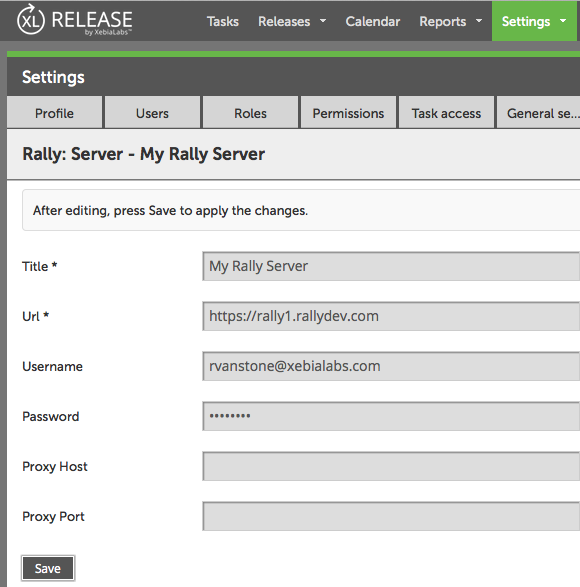 XL RELEASE
by XebiaLabs™
Tasks Releases Calendar Reports Settings
Settings
Profile Users Roles Permissions Task access General se...
Rally: Server - My Rally Server
After editing, press Save to apply the changes.
Title * My Rally Server
Url * https://rally1.rallydev.com
Username rvanstone@xebialabs.com
Password ••••••••
Proxy Host
Proxy Port
Save